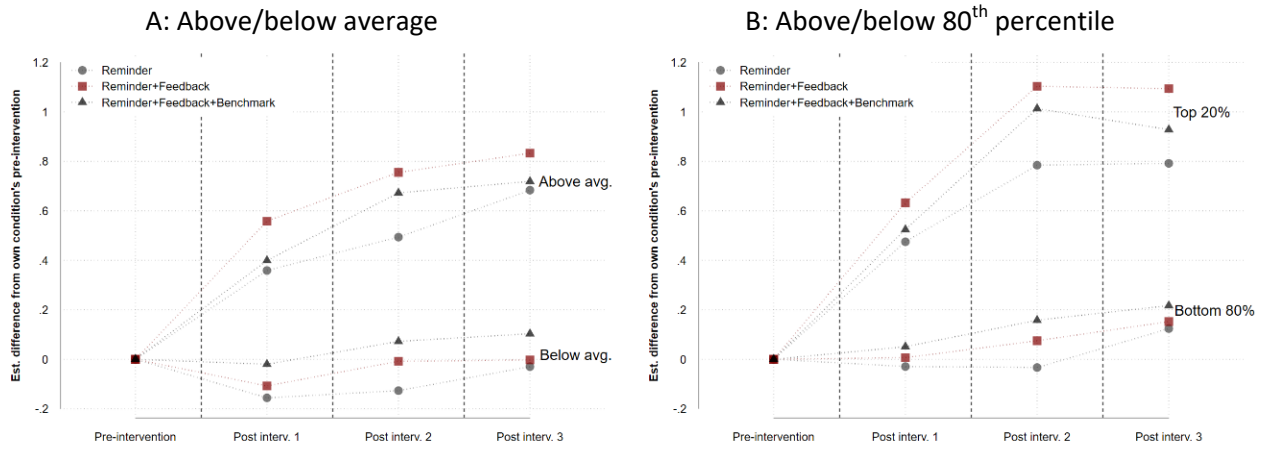 A: Above/below average
Est. difference from own condition's pre-intervention
1.2
1
.8
.6
.4
.2
0
-.2
Reminder
Reminder+Feedback
Reminder+Feedback+Benchmark
Above avg.
Below avg.
Pre-intervention
Post interv. 1
Post interv. 2
Post interv. 3
B: Above/below 80th percentile
Est. difference from own condition's pre-intervention
1.2
1
.8
.6
.4
.2
0
-.2
Reminder
Reminder+Feedback
Reminder+Feedback+Benchmark
Top 20%
Bottom 80%
Pre-intervention
Post interv. 1
Post interv. 2
Post interv. 3